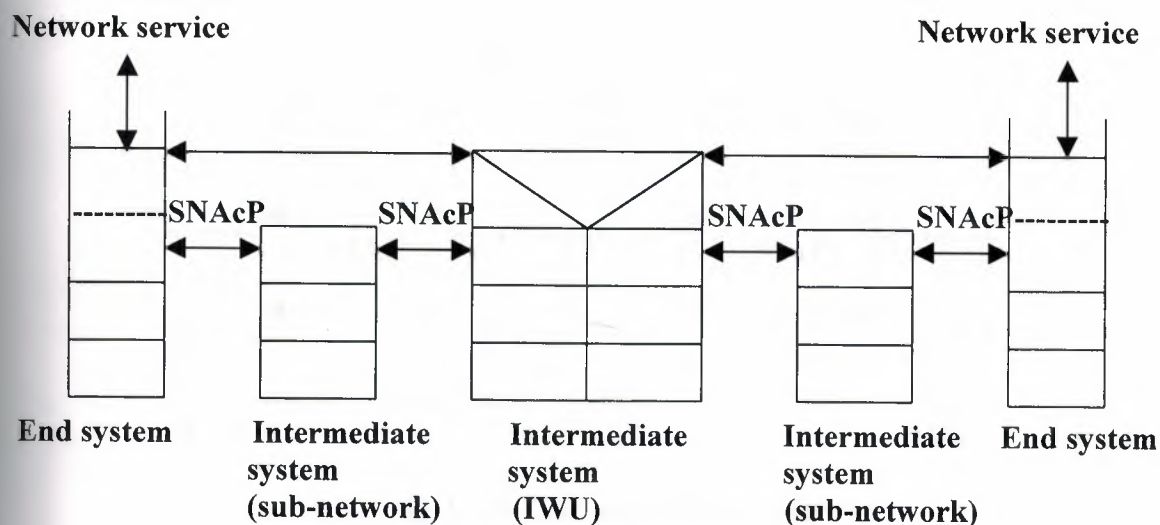 Network service
Network service
SNAcP
SNAcP
SNAcP
SNAcP
End system
Intermediate
system
(sub-network)
Intermediate
system
(IWU)
Intermediate
system
(sub-network)
End system